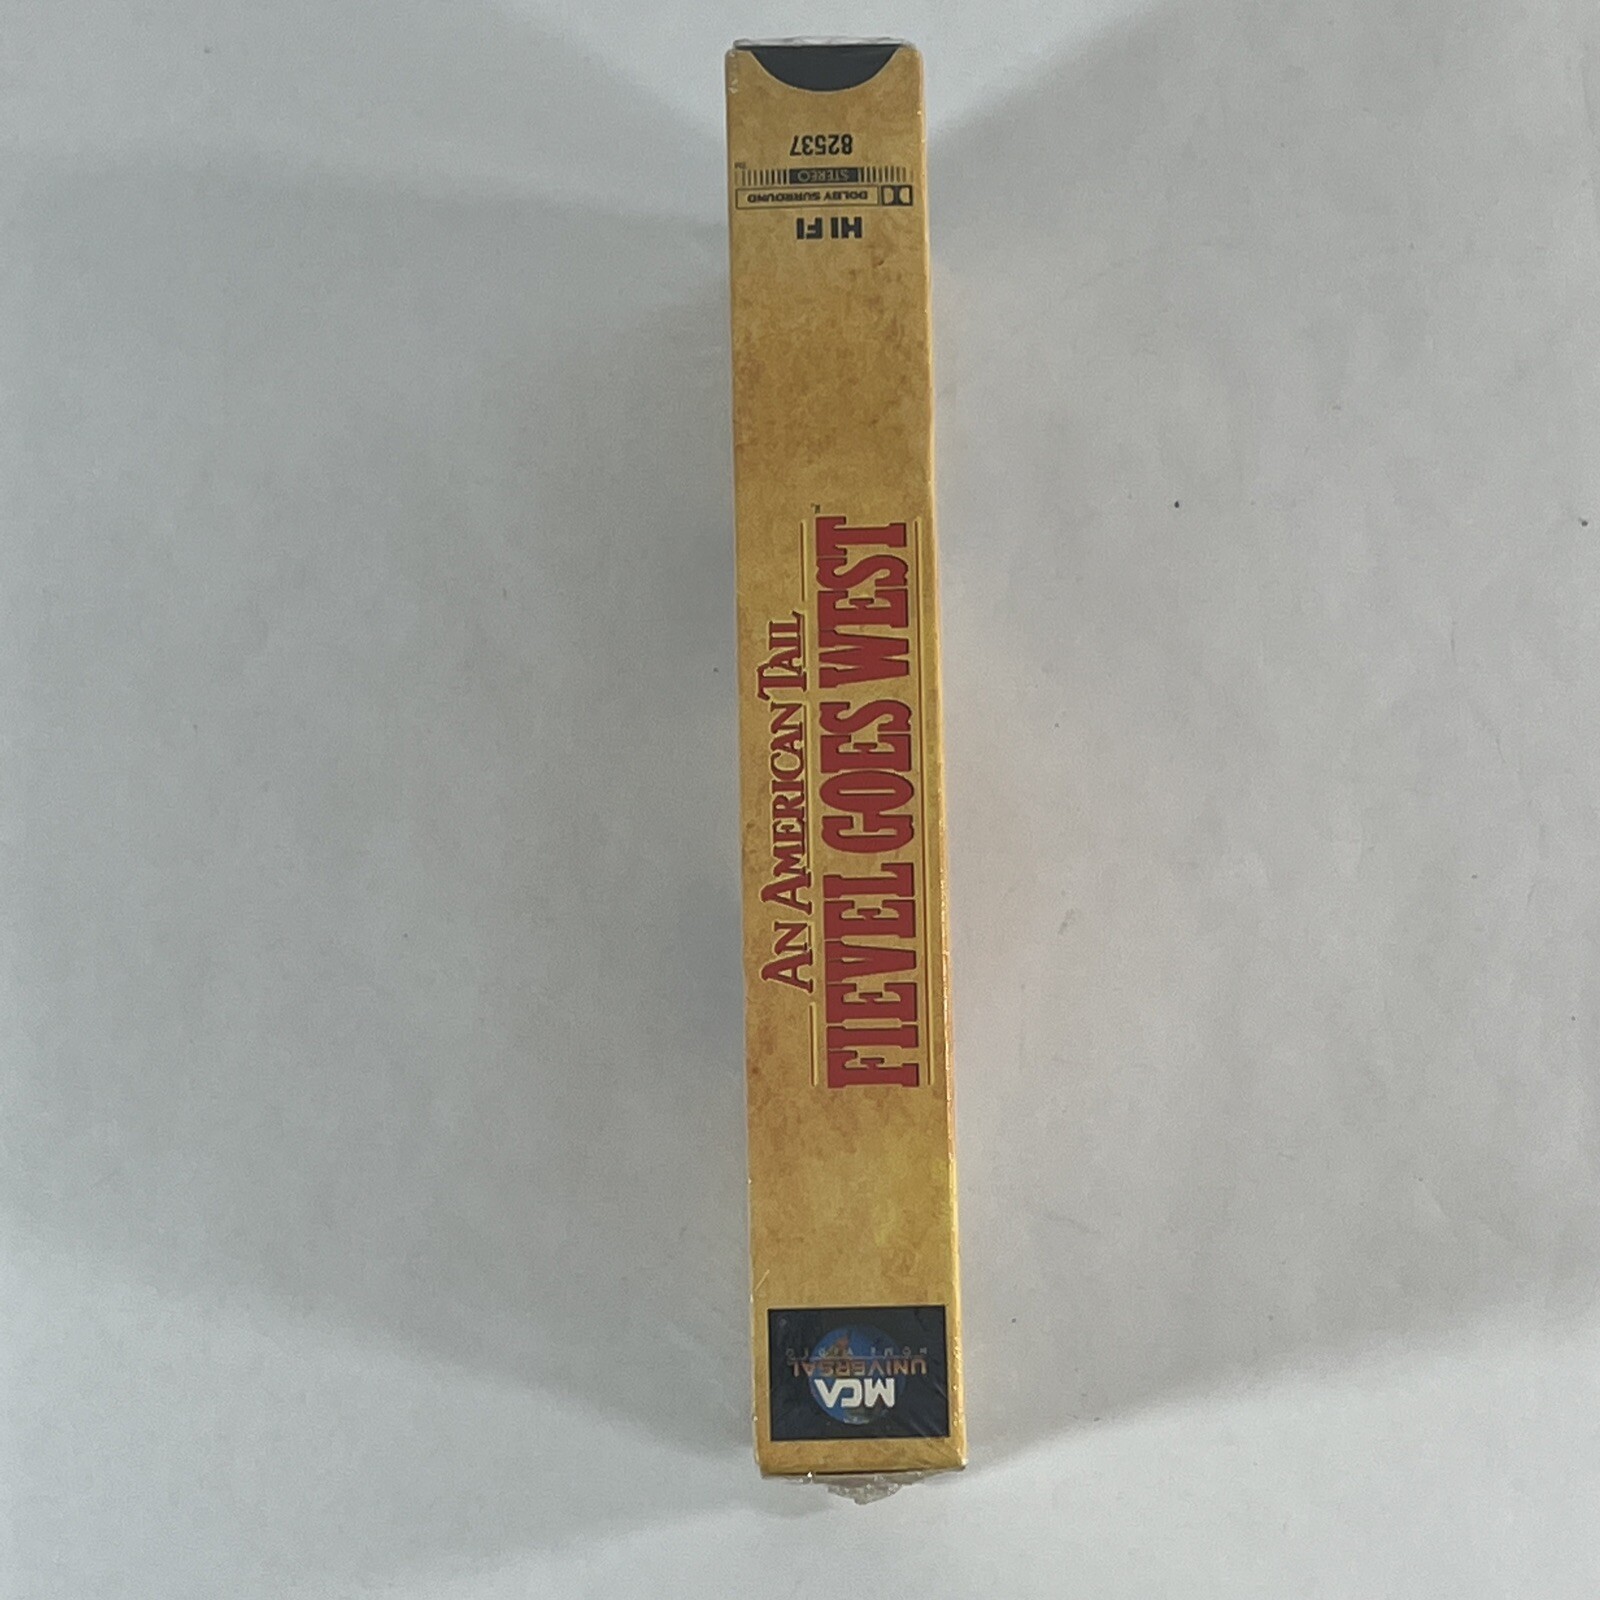 82537
STEREO
DOLBY SURROUND
HI FI
AN AMERICAN TAIL
FIEVEL GOES WEST
MCA
UNIVERSAL
HOME VIDEO